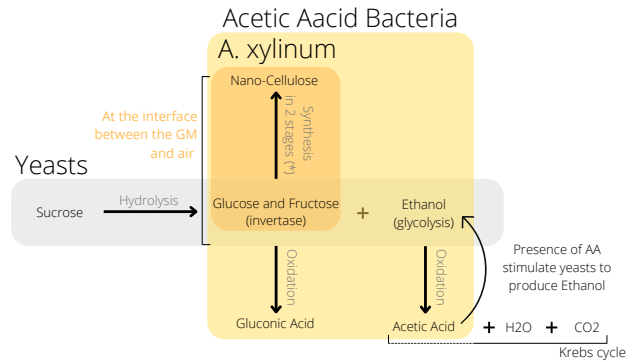 Acetic Aacid Bacteria
A. xylinum
Nano-Cellulose
At the interface
between the GM
and air
Synthesis
in 2 stages (*)
Yeasts
Sucrose
Hydrolysis
Glucose and Fructose
(invertase)
+
Ethanol
(glycolysis)
Oxidation
Oxidation
Presence of AA
stimulate yeasts to
produce Ethanol
Gluconic Acid
Acetic Acid + H2O + CO2
Krebs cycle